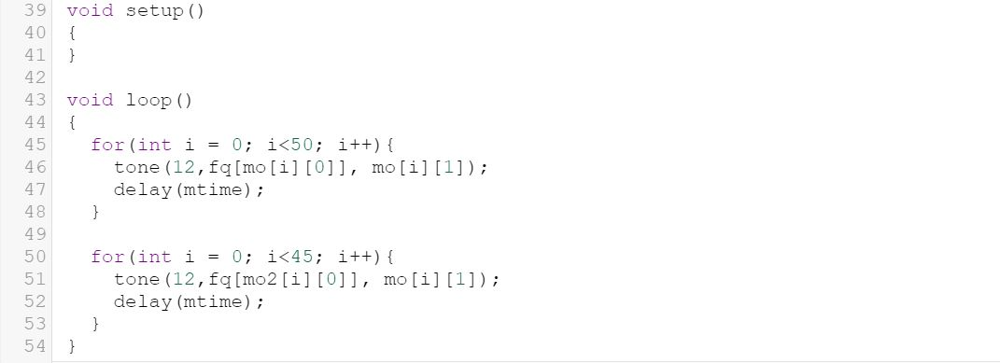 39 void setup()
40 {
41 }
42
43 void loop()
44 {
45   for(int i = 0; i<50; i++){
46     tone(12,fq[mo[i][0]], mo[i][1]);
47     delay(mtime);
48   }
49
50   for(int i = 0; i<45; i++){
51     tone(12,fq[mo2[i][0]], mo[i][1]);
52     delay(mtime);
53   }
54 }